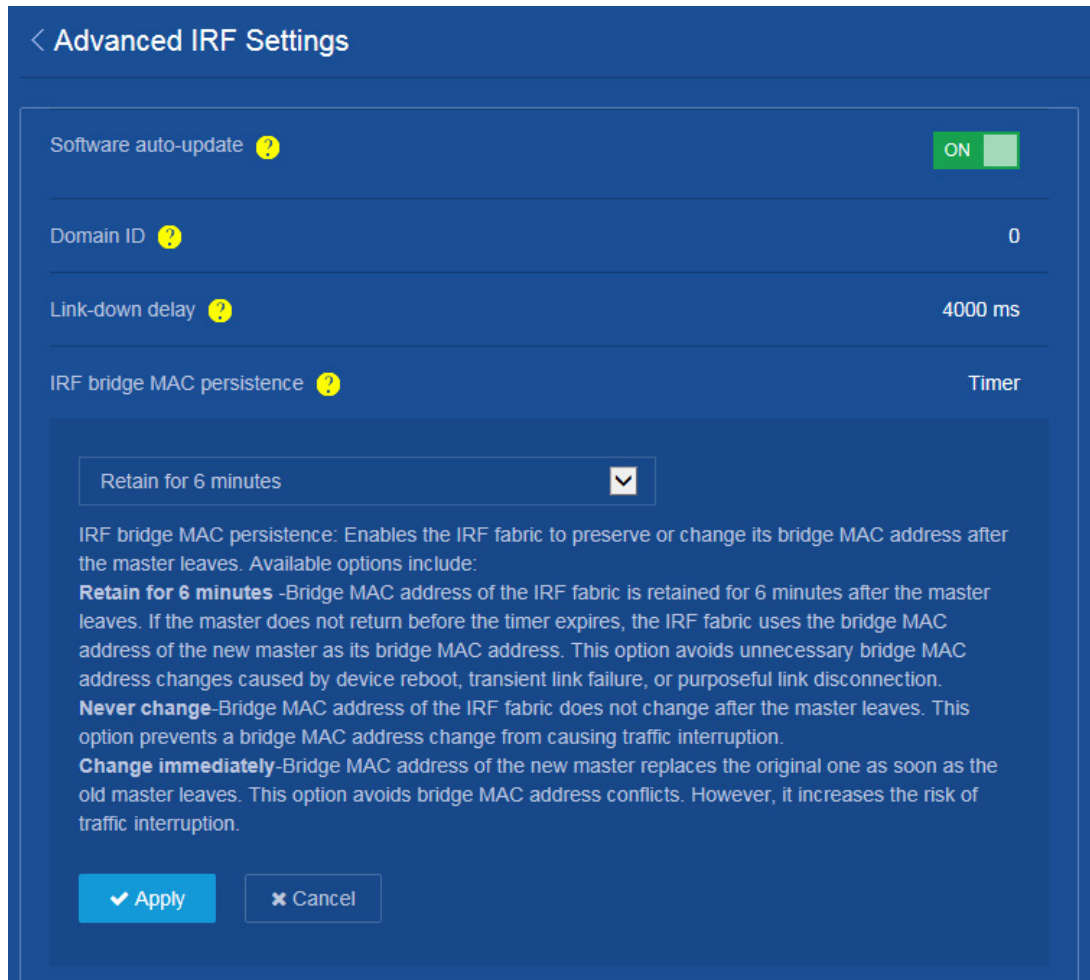 Advanced IRF Settings
Software auto-update ?
ON
Domain ID ?
0
Link-down delay ?
4000 ms
IRF bridge MAC persistence ?
Timer
Retain for 6 minutes
IRF bridge MAC persistence: Enables the IRF fabric to preserve or change its bridge MAC address after
the master leaves. Available options include:
Retain for 6 minutes -Bridge MAC address of the IRF fabric is retained for 6 minutes after the master
leaves. If the master does not return before the timer expires, the IRF fabric uses the bridge MAC
address of the new master as its bridge MAC address. This option avoids unnecessary bridge MAC
address changes caused by device reboot, transient link failure, or purposeful link disconnection.
Never change-Bridge MAC address of the IRF fabric does not change after the master leaves. This
option prevents a bridge MAC address change from causing traffic interruption.
Change immediately-Bridge MAC address of the new master replaces the original one as soon as the
old master leaves. This option avoids bridge MAC address conflicts. However, it increases the risk of
traffic interruption.
Apply
Cancel